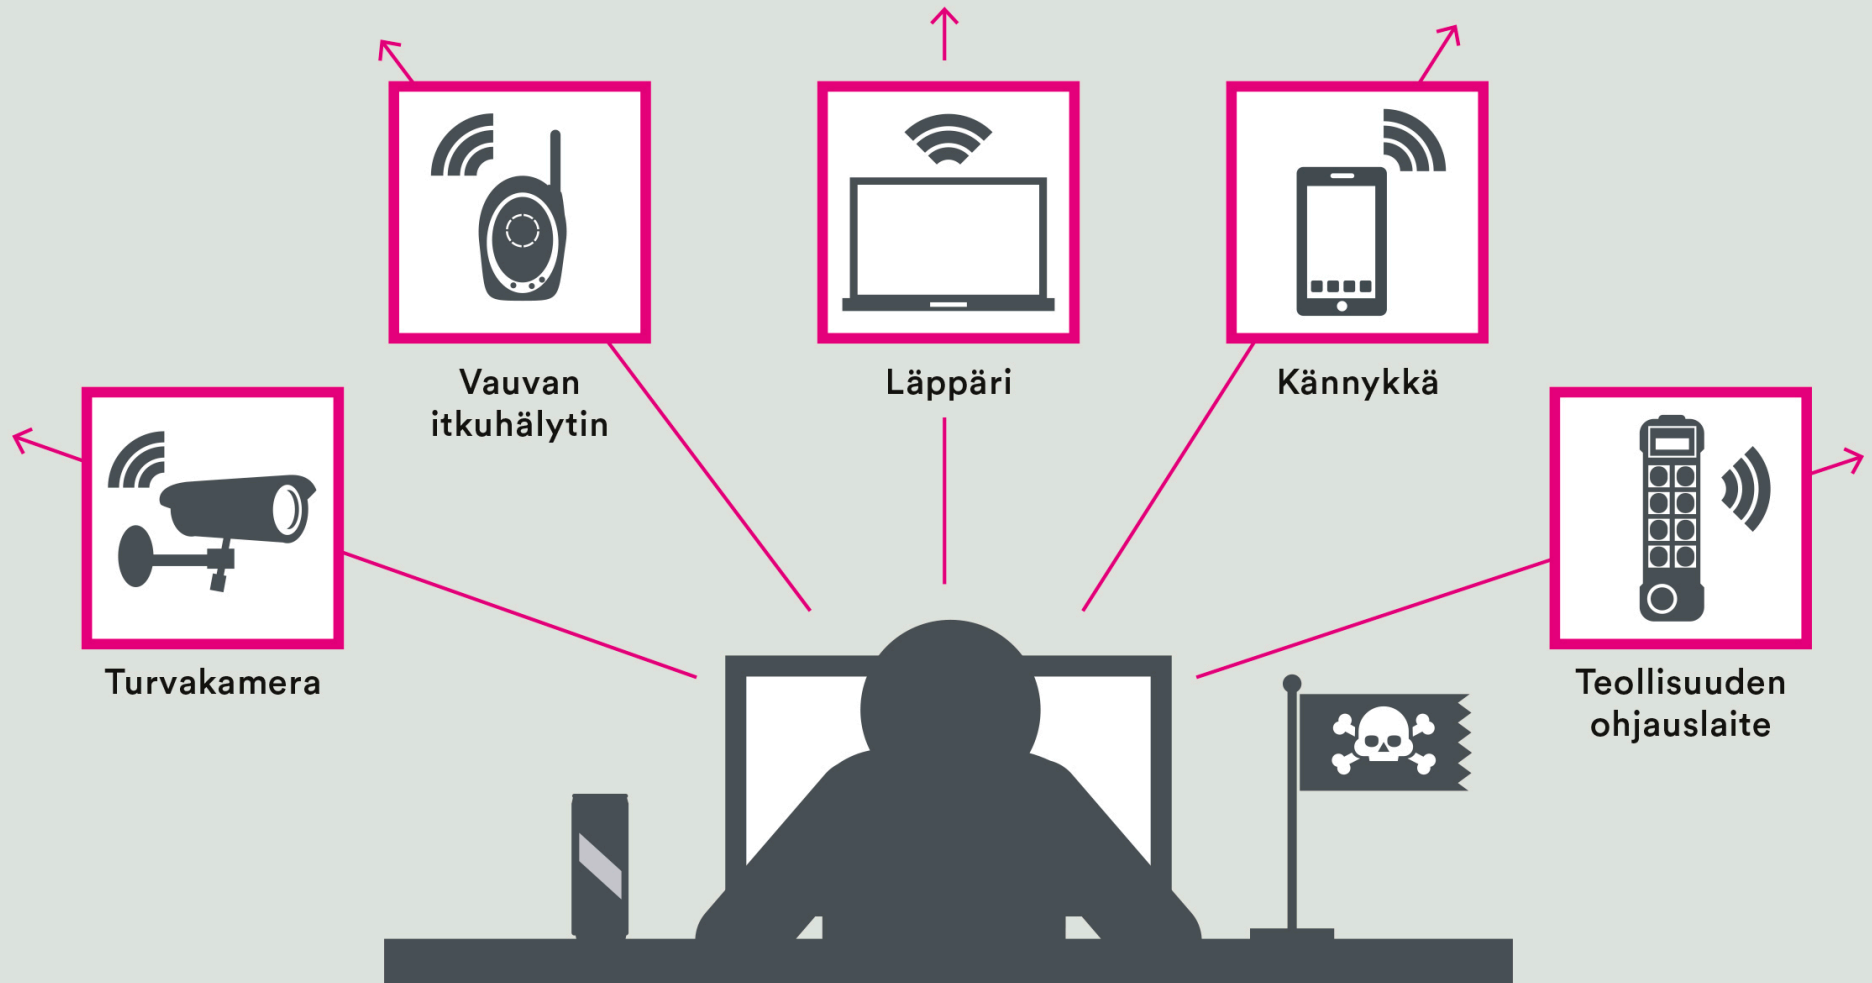 Vauvan
itkuhälytin
Läppäri
Kännykkä
Turvakamera
Teollisuuden
ohjauslaite